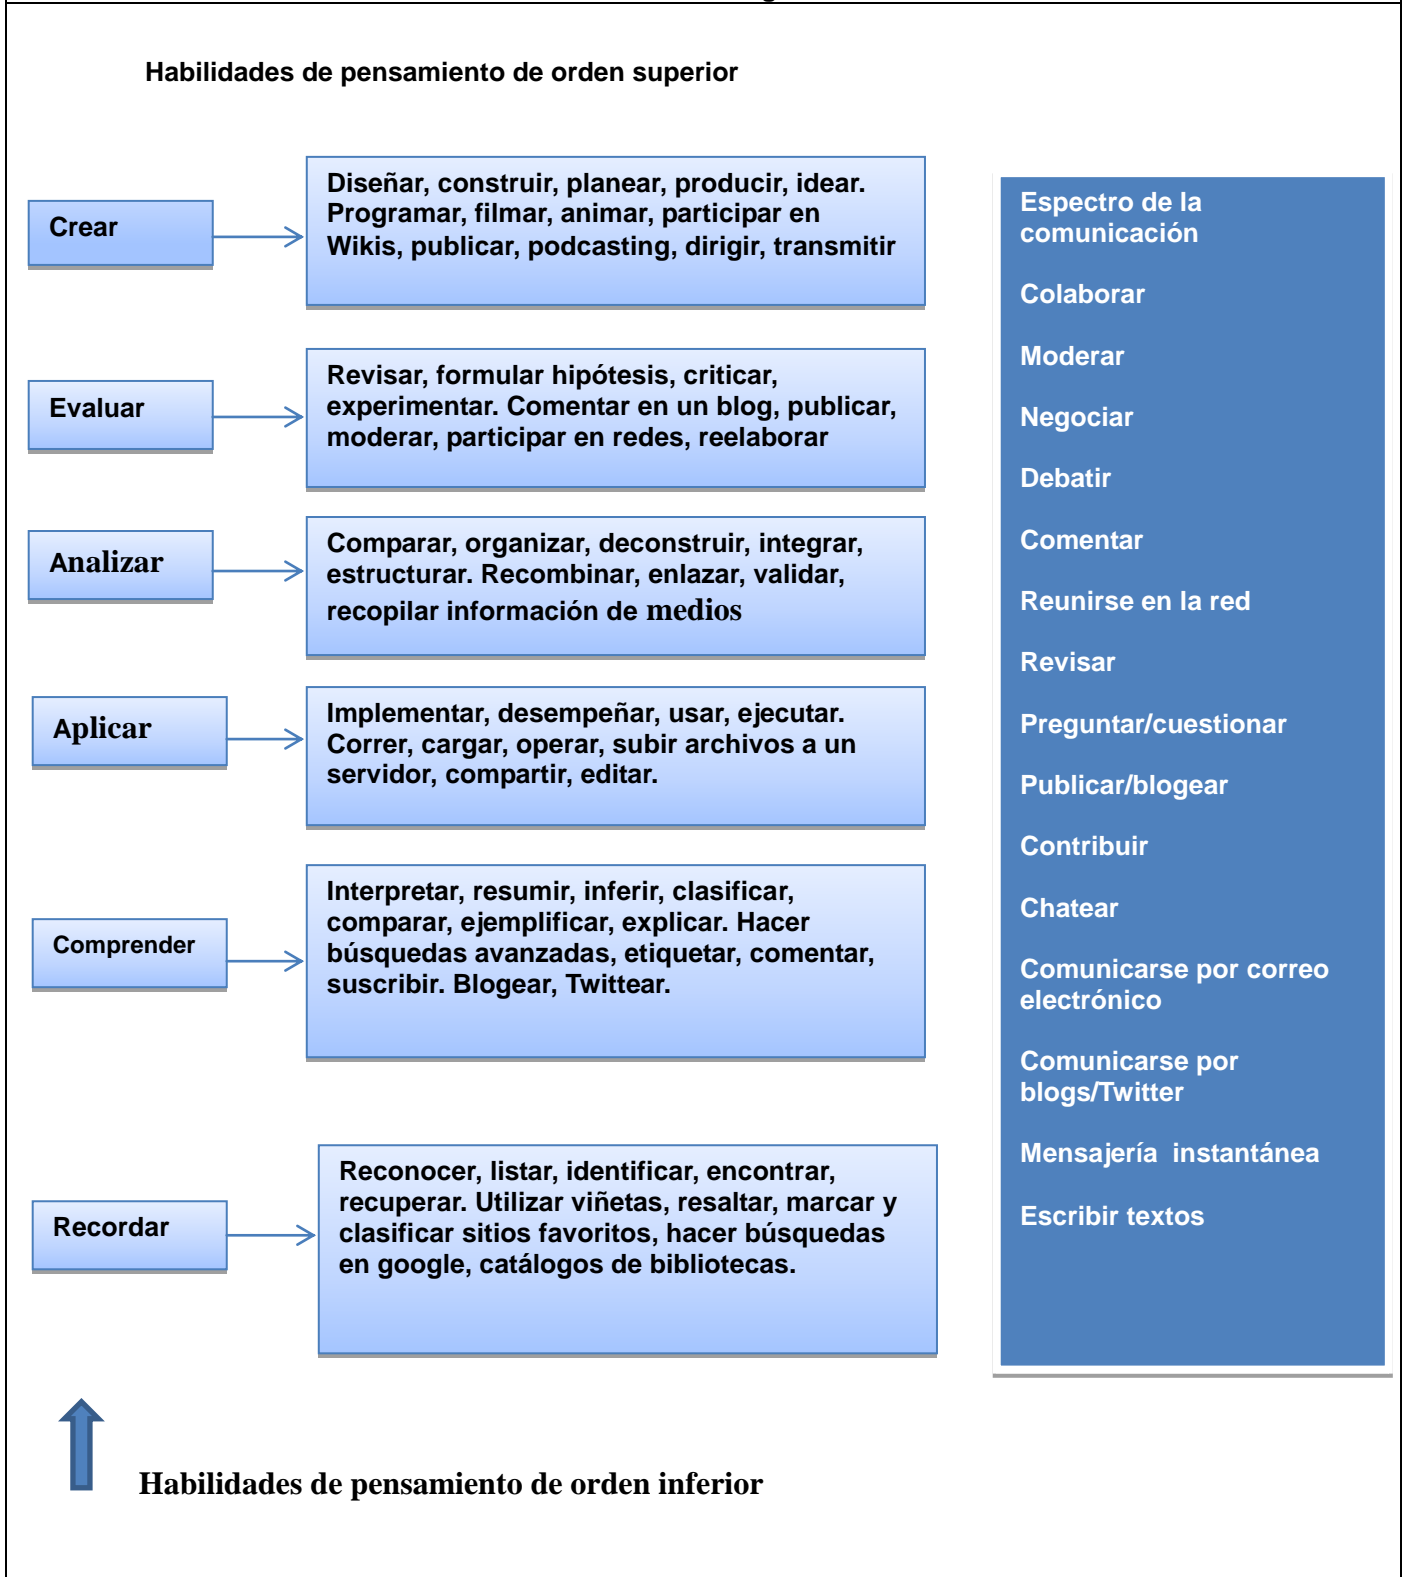 Habilidades de pensamiento de orden superior
Crear
Diseñar, construir, planear, producir, idear.
Programar, filmar, animar, participar en
Wikis, publicar, podcasting, dirigir, transmitir
Evaluar
Revisar, formular hipótesis, criticar,
experimentar. Comentar en un blog, publicar,
moderar, participar en redes, reelaborar
Analizar
Comparar, organizar, deconstruir, integrar,
estructurar. Recombinar, enlazar, validar,
recopilar información de medios
Aplicar
Implementar, desempeñar, usar, ejecutar.
Correr, cargar, operar, subir archivos a un
servidor, compartir, editar.
Comprender
Interpretar, resumir, inferir, clasificar,
comparar, ejemplificar, explicar. Hacer
búsquedas avanzadas, etiquetar, comentar,
suscribir. Blogear, Twittear.
Recordar
Reconocer, listar, identificar, encontrar,
recuperar. Utilizar viñetas, resaltar, marcar y
clasificar sitios favoritos, hacer búsquedas
en google, catálogos de bibliotecas.
Habilidades de pensamiento de orden inferior
Espectro de la
comunicación
Colaborar
Moderar
Negociar
Debatir
Comentar
Reunirse en la red
Revisar
Preguntar/cuestionar
Publicar/blogear
Contribuir
Chatear
Comunicarse por correo
electrónico
Comunicarse por
blogs/Twitter
Mensajería instantánea
Escribir textos